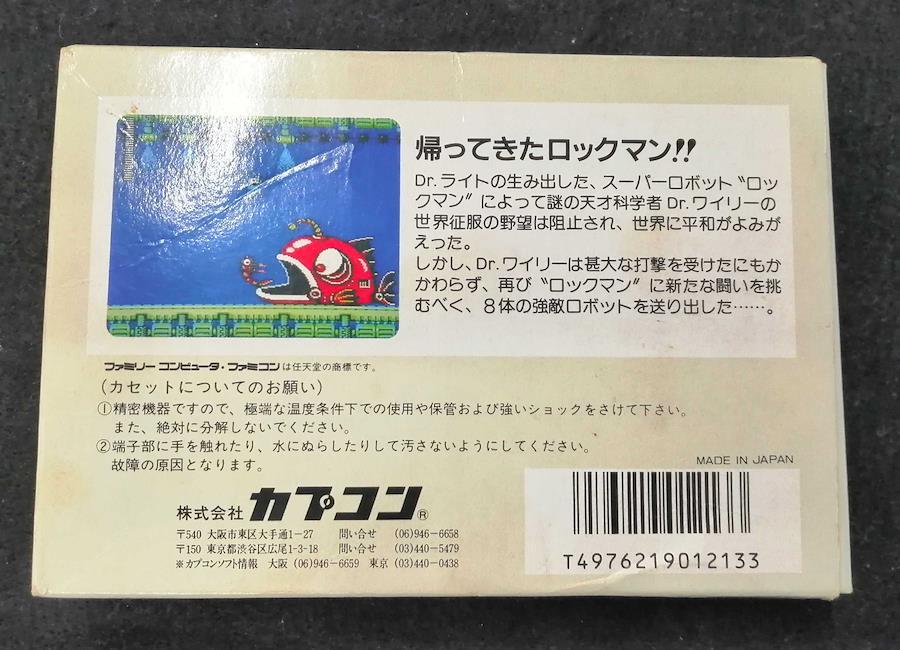 帰ってきたロックマン!!
Dr.ライトの生み出した、スーパーロボット〝ロッ
クマン〞によって謎の天才科学者 Dr.ワイリーの
世界征服の野望は阻止され、世界に平和がよみが
えった。
しかし、Dr.ワイリーは甚大な打撃を受けたにもか
かわらず、再び〝ロックマン〞に新たな闘いを挑
むべく、8体の強敵ロボットを送り出した……。
ファミリーコンピュータ・ファミコンは任天堂の商標です。
(カセットについてのお願い)
①精密機器ですので、極端な温度条件下での使用や保管および強いショックをさけて下さい。
また、絶対に分解しないでください。
②端子部に手を触れたり、水にぬらしたりして汚さないようにしてください。
故障の原因となります。
MADE IN JAPAN
株式会社 カプコン®
〒540 大阪市東区大手通1-27 問い合せ (06)946-6658
〒150 東京都渋谷区広尾1-3-18 問い合せ (03)440-5479
※カプコンソフト情報 大阪 (06)946-6659 東京 (03)440-0438
T4976219012133